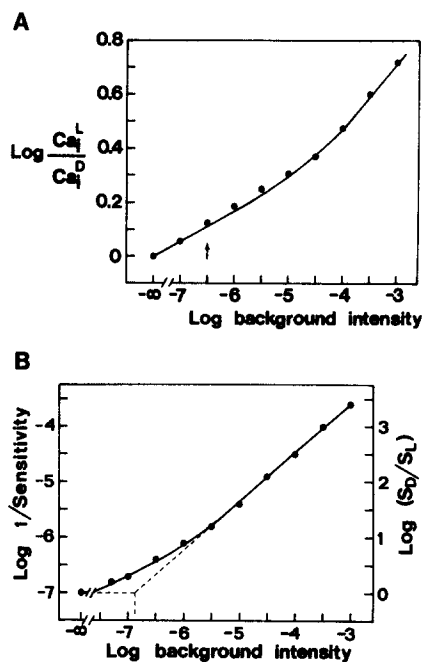 A
0.8
0.6
0.4
0.2
0
Log Ca_i^L / Ca_i^D
-∞ -7 -6 -5 -4 -3
Log background intensity
B
-4
-5
-6
-7
Log 1/Sensitivity
3
2
1
0
Log (S_D/S_L)
-∞ -7 -6 -5 -4 -3
Log background intensity